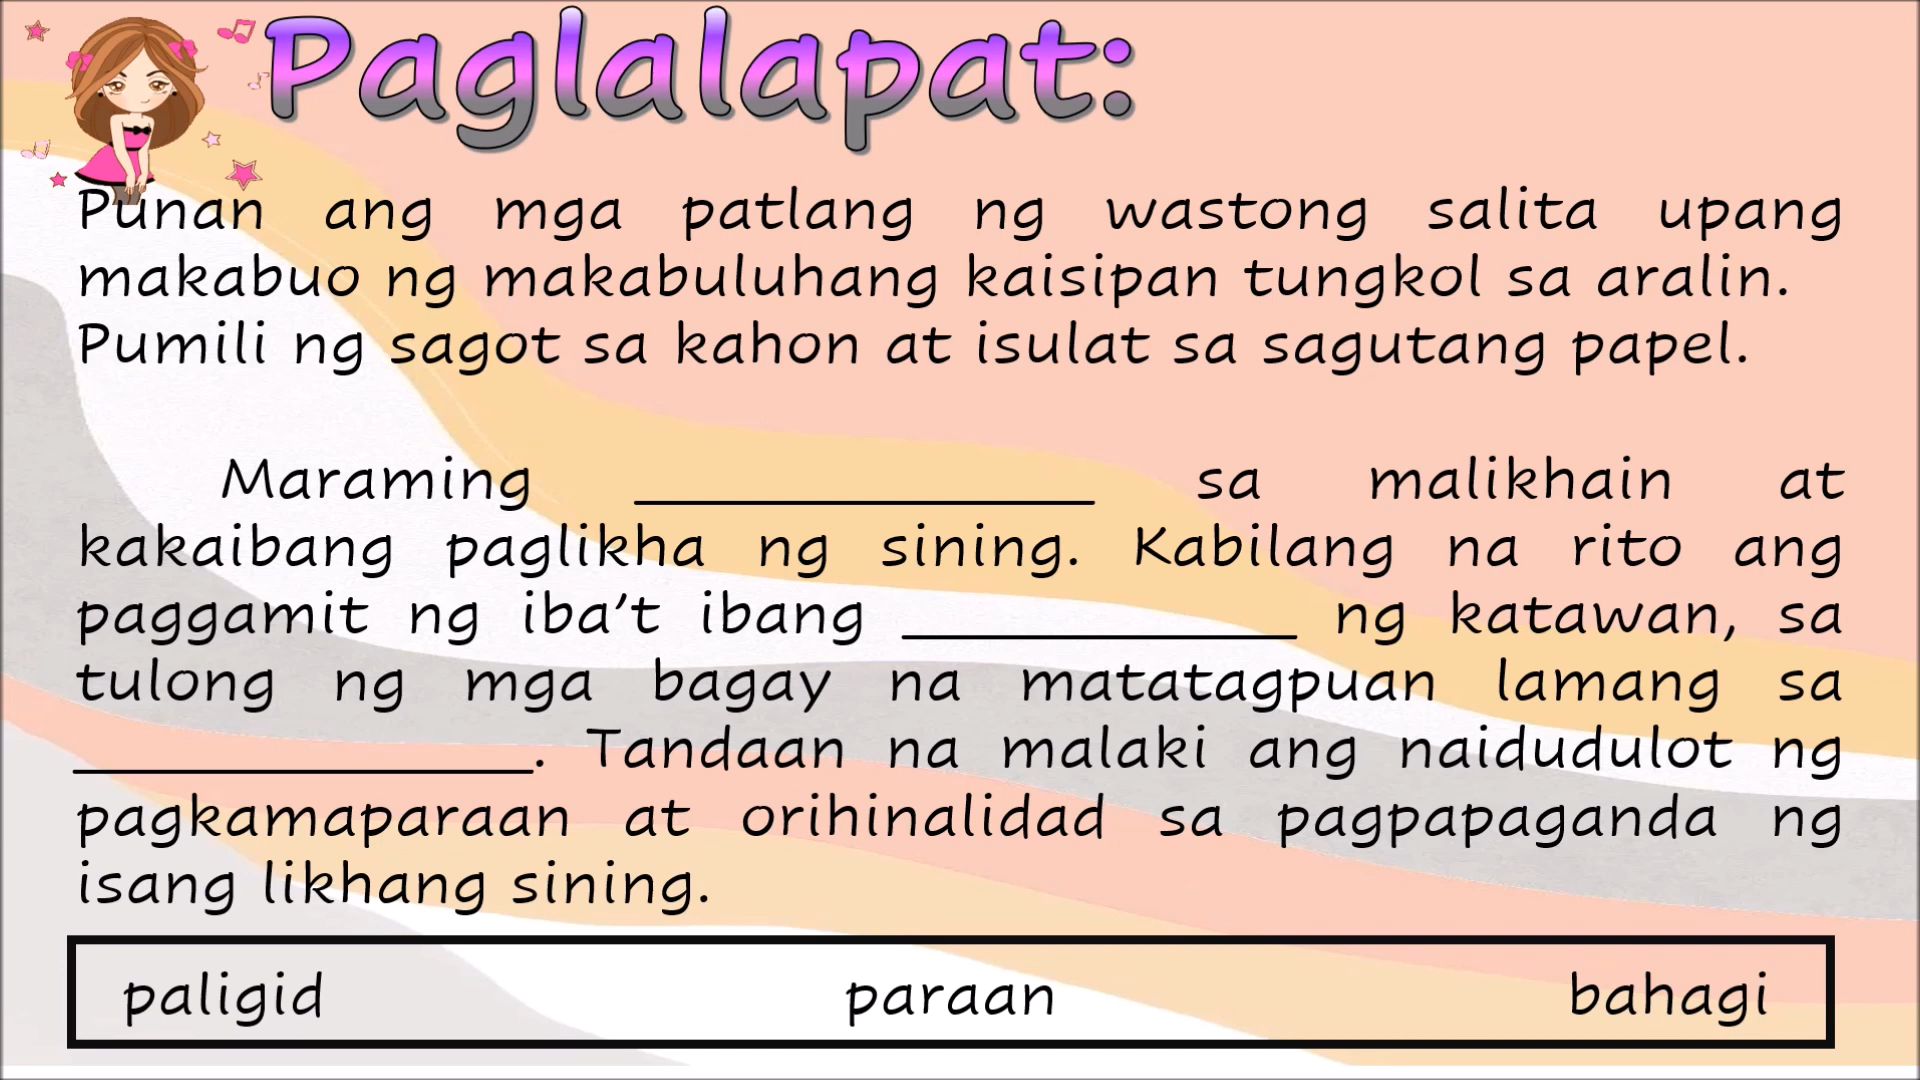 Paglalapat:
Punan ang mga patlang ng wastong salita upang
makabuo ng makabuluhang kaisipan tungkol sa aralin.
Pumili ng sagot sa kahon at isulat sa sagutang papel.
Maraming ______________ sa malikhain at
kakaibang paglikha ng sining. Kabilang na rito ang
paggamit ng iba’t ibang ____________ ng katawan, sa
tulong ng mga bagay na matatagpuan lamang sa
______________. Tandaan na malaki ang naidudulot ng
pagkamaparaan at orihinalidad sa pagpapaganda ng
isang likhang sining.
paligid paraan bahagi